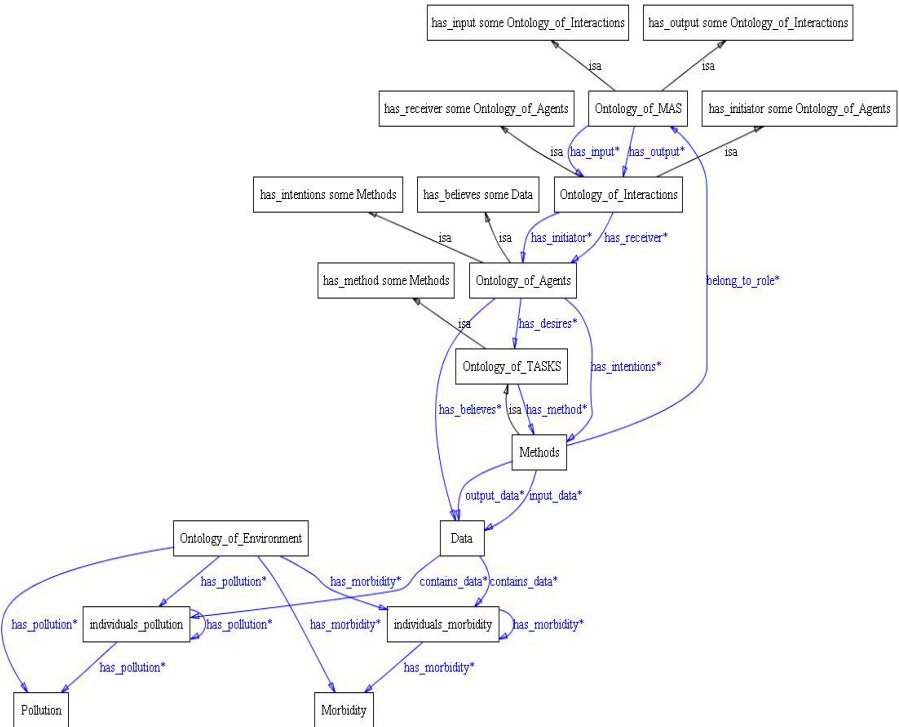 has_input some Ontology_of_Interactions
has_output some Ontology_of_Interactions
isa
isa
has_receiver some Ontology_of_Agents
Ontology_of_MAS
has_initiator some Ontology_of_Agents
isa
has_input*
has_output*
isa
has_intentions some Methods
has_believes some Data
Ontology_of_Interactions
isa
isa
has_initiator*
has_receiver*
has_method some Methods
Ontology_of_Agents
belong_to_role*
isa
has_desires*
Ontology_of_TASKS
has_intentions*
has_believes*
isa
has_method*
Methods
output_data*
input_data*
Ontology_of_Environment
Data
has_pollution*
has_morbidity*
contains_data*
contains_data*
has_pollution*
individuals_pollution
has_pollution*
has_morbidity*
individuals_morbidity
has_morbidity*
has_pollution*
has_morbidity*
Pollution
Morbidity